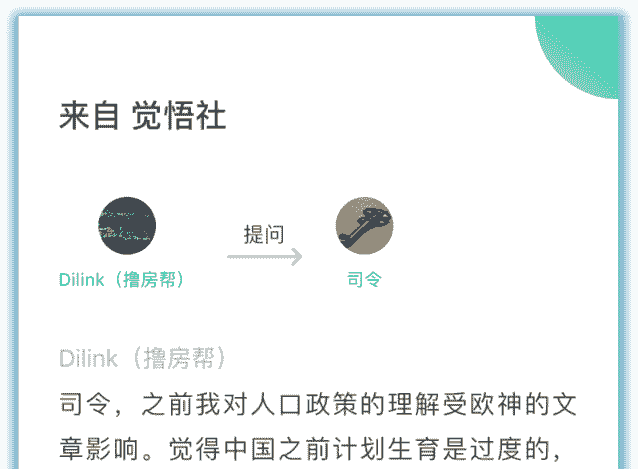 来自 觉悟社
提问
Dilink（撸房帮） 司令
Dilink（撸房帮）
司令，之前我对人口政策的理解受欧神的文
章影响。觉得中国之前计划生育是过度的，